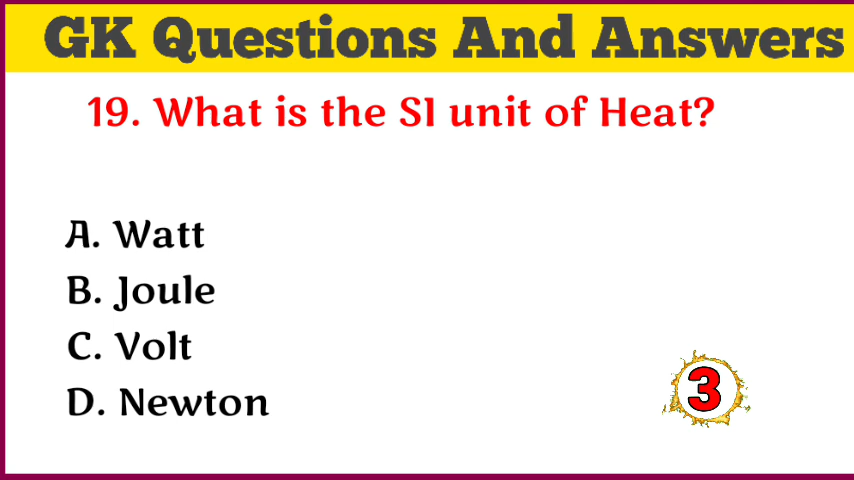 GK Questions And Answers
19. What is the SI unit of Heat?
A. Watt
B. Joule
C. Volt
D. Newton
3